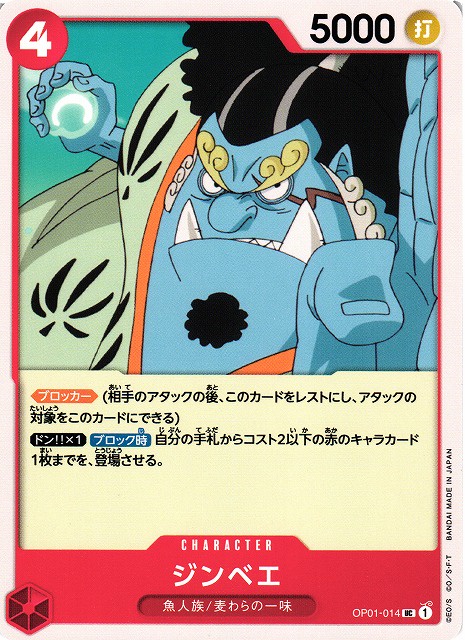 4
5000
打
ブロッカー (相手のアタックの後、このカードをレストにし、アタックの
対象をこのカードにできる)
ドン!!×1 ブロック時 自分の手札からコスト2以下の赤のキャラカード
1枚までを、登場させる。
CHARACTER
ジンベエ
魚人族/麦わらの一味
OP01-014 UC 1
©E.O/S ©O./S・F・T BANDAI MADE IN JAPAN